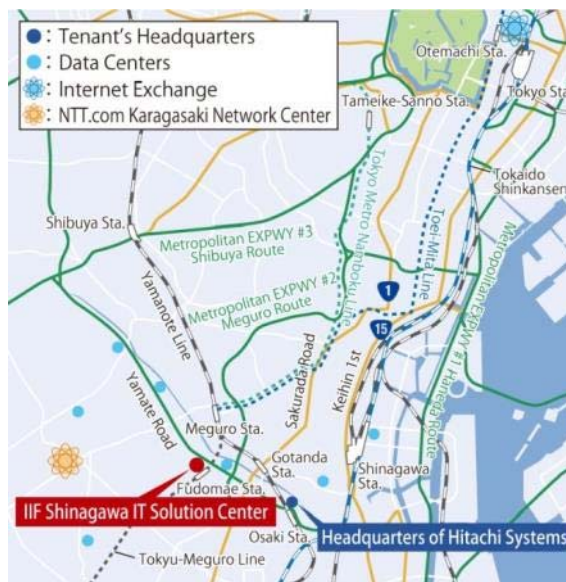 : Tenant's Headquarters
: Data Centers
: Internet Exchange
: NTT.com Karagasaki Network Center
Otemachi Sta.
Tokyo Sta.
Tameike-Sanno Sta.
Tokaido
Shinkansen
Shibuya Sta.
Metropolitan EXPWY #3
Shibuya Route
Tokyo Metro Namboku Line
Toei-Mita Line
Metropolitan EXPWY #1 Haneda Route
Yamanote Line
Metropolitan EXPWY #2
Meguro Route
1
15
Sakurada Road
Keihin 1st
Yamate Road
Meguro Sta.
Gotanda
Sta.
Shinagawa
Sta.
Fudomae Sta.
IIF Shinagawa IT Solution Center
Osaki Sta.
Headquarters of Hitachi Systems
Tokyu-Meguro Line